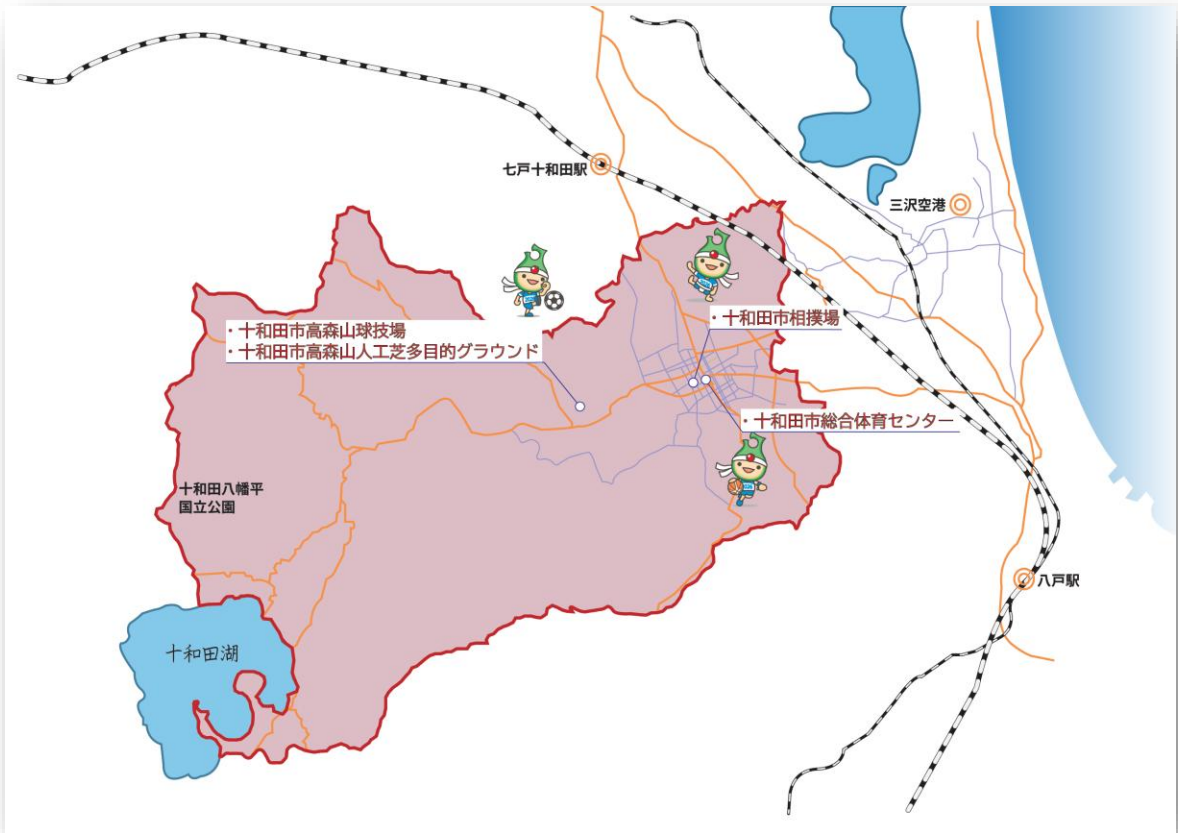 七戸十和田駅
三沢空港
・十和田市高森山球技場
・十和田市高森山人工芝多目的グラウンド
・十和田市相撲場
・十和田市総合体育センター
十和田八幡平
国立公園
八戸駅
十和田湖